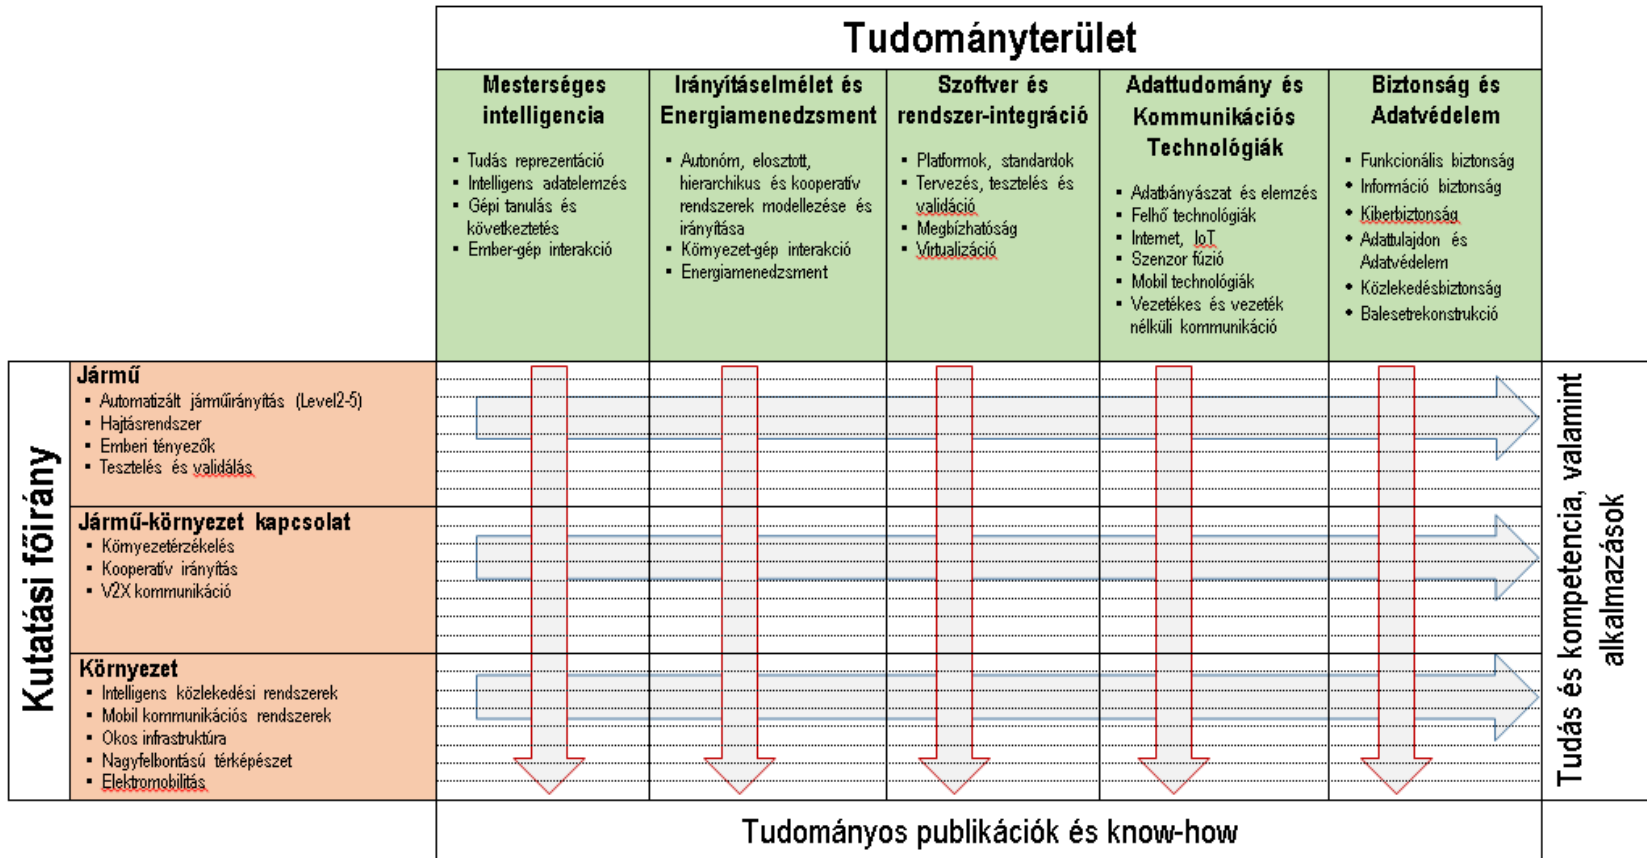 Tudományterület
Mesterséges
intelligencia
▪ Tudás reprezentáció
▪ Intelligens adatelemzés
▪ Gépi tanulás és
következtetés
▪ Ember-gép interakció
Irányításelmélet és
Energiamenedzsment
▪ Autonóm, elosztott,
hierarchikus és kooperatív
rendszerek modellezése és
irányítása
▪ Környezet-gép interakció
▪ Energiamenedzsment
Szoftver és
rendszer-integráció
▪ Platformok, standardok
▪ Tervezés, tesztelés és
validáció
▪ Megbízhatóság
▪ Virtualizáció
Adattudomány és
Kommunikációs
Technológiák
▪ Adatbányászat és elemzés
▪ Felhő technológiák
▪ Internet, IoT
▪ Szenzor fúzió
▪ Mobil technológiák
▪ Vezetékes és vezeték
nélküli kommunikáció
Biztonság és
Adatvédelem
• Funkcionális biztonság
• Információ biztonság
• Kiberbiztonság
• Adattulajdon és
Adatvédelem
• Közlekedésbiztonság
• Balesetrekonstrukció
Kutatási főirány
Jármű
▪ Automatizált járműirányítás (Level2-5)
▪ Hajtásrendszer
▪ Emberi tényezők
▪ Tesztelés és validálás
Jármű-környezet kapcsolat
▪ Környezetérzékelés
▪ Kooperatív irányítás
▪ V2X kommunikáció
Környezet
▪ Intelligens közlekedési rendszerek
▪ Mobil kommunikációs rendszerek
▪ Okos infrastruktúra
▪ Nagyfelbontású térképészet
▪ Elektromobilitás
Tudás és kompetencia, valamint
alkalmazások
Tudományos publikációk és know-how